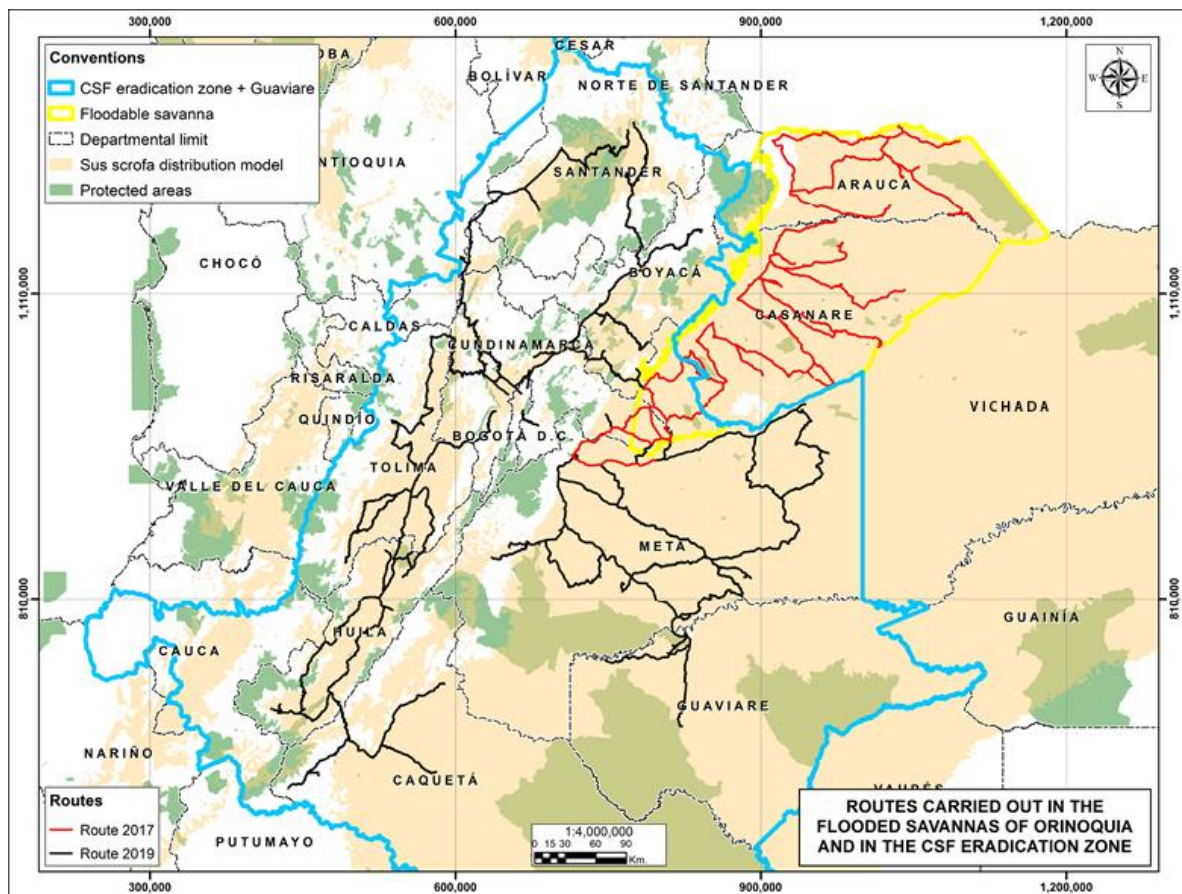 300,000
600,000
900,000
1,200,000
Conventions
CSF eradication zone + Guaviare
Floodable savanna
Departmental limit
Sus scrofa distribution model
Protected areas
OBA
CESAR
BOLÍVAR
NORTE DE SANTANDER
N
W
E
S
NTIOQUIA
SANTANDER
ARAUCA
CHOCÓ
BOYACÁ
1,110,000
1,110,000
CALDAS
CASANARE
CUNDINAMARCA
RISARALDA
QUINDÍO
VICHADA
BOGOTÁ D.C.
TOLIMA
VALLE DEL CAUCA
META
810,000
810,000
GUAINÍA
HUILA
CAUCA
GUAVIARE
NARIÑO
CAQUETÁ
VAUPÉS
Routes
Route 2017
Route 2019
PUTUMAYO
1:4,000,000
0 15 30 60 90
Km.
ROUTES CARRIED OUT IN THE
FLOODED SAVANNAS OF ORINOQUIA
AND IN THE CSF ERADICATION ZONE
300,000
600,000
900,000
1,200,000